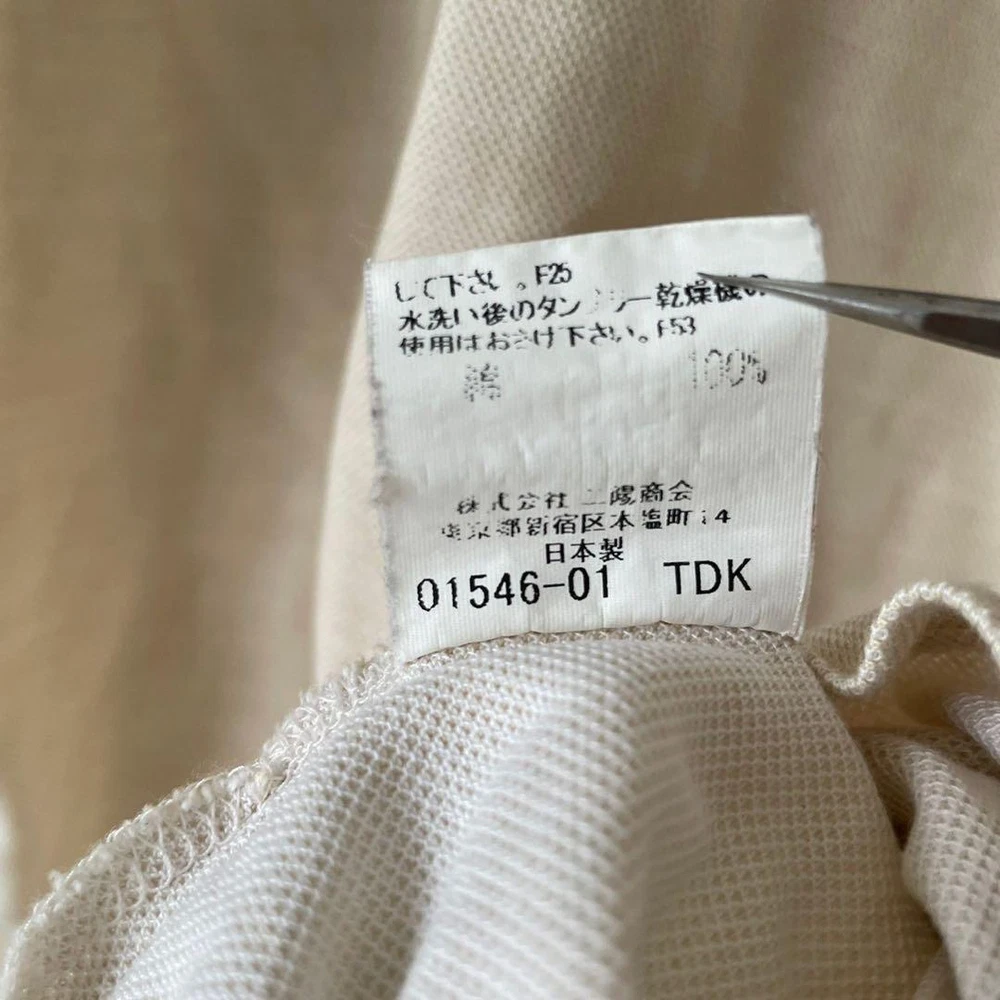 して下さい。F25
水洗い後のタンブラー乾燥機の
使用はおさけ下さい。F53
綿 100%
株式会社 三陽商会
東京都新宿区本塩町14
日本製
01546-01 TDK